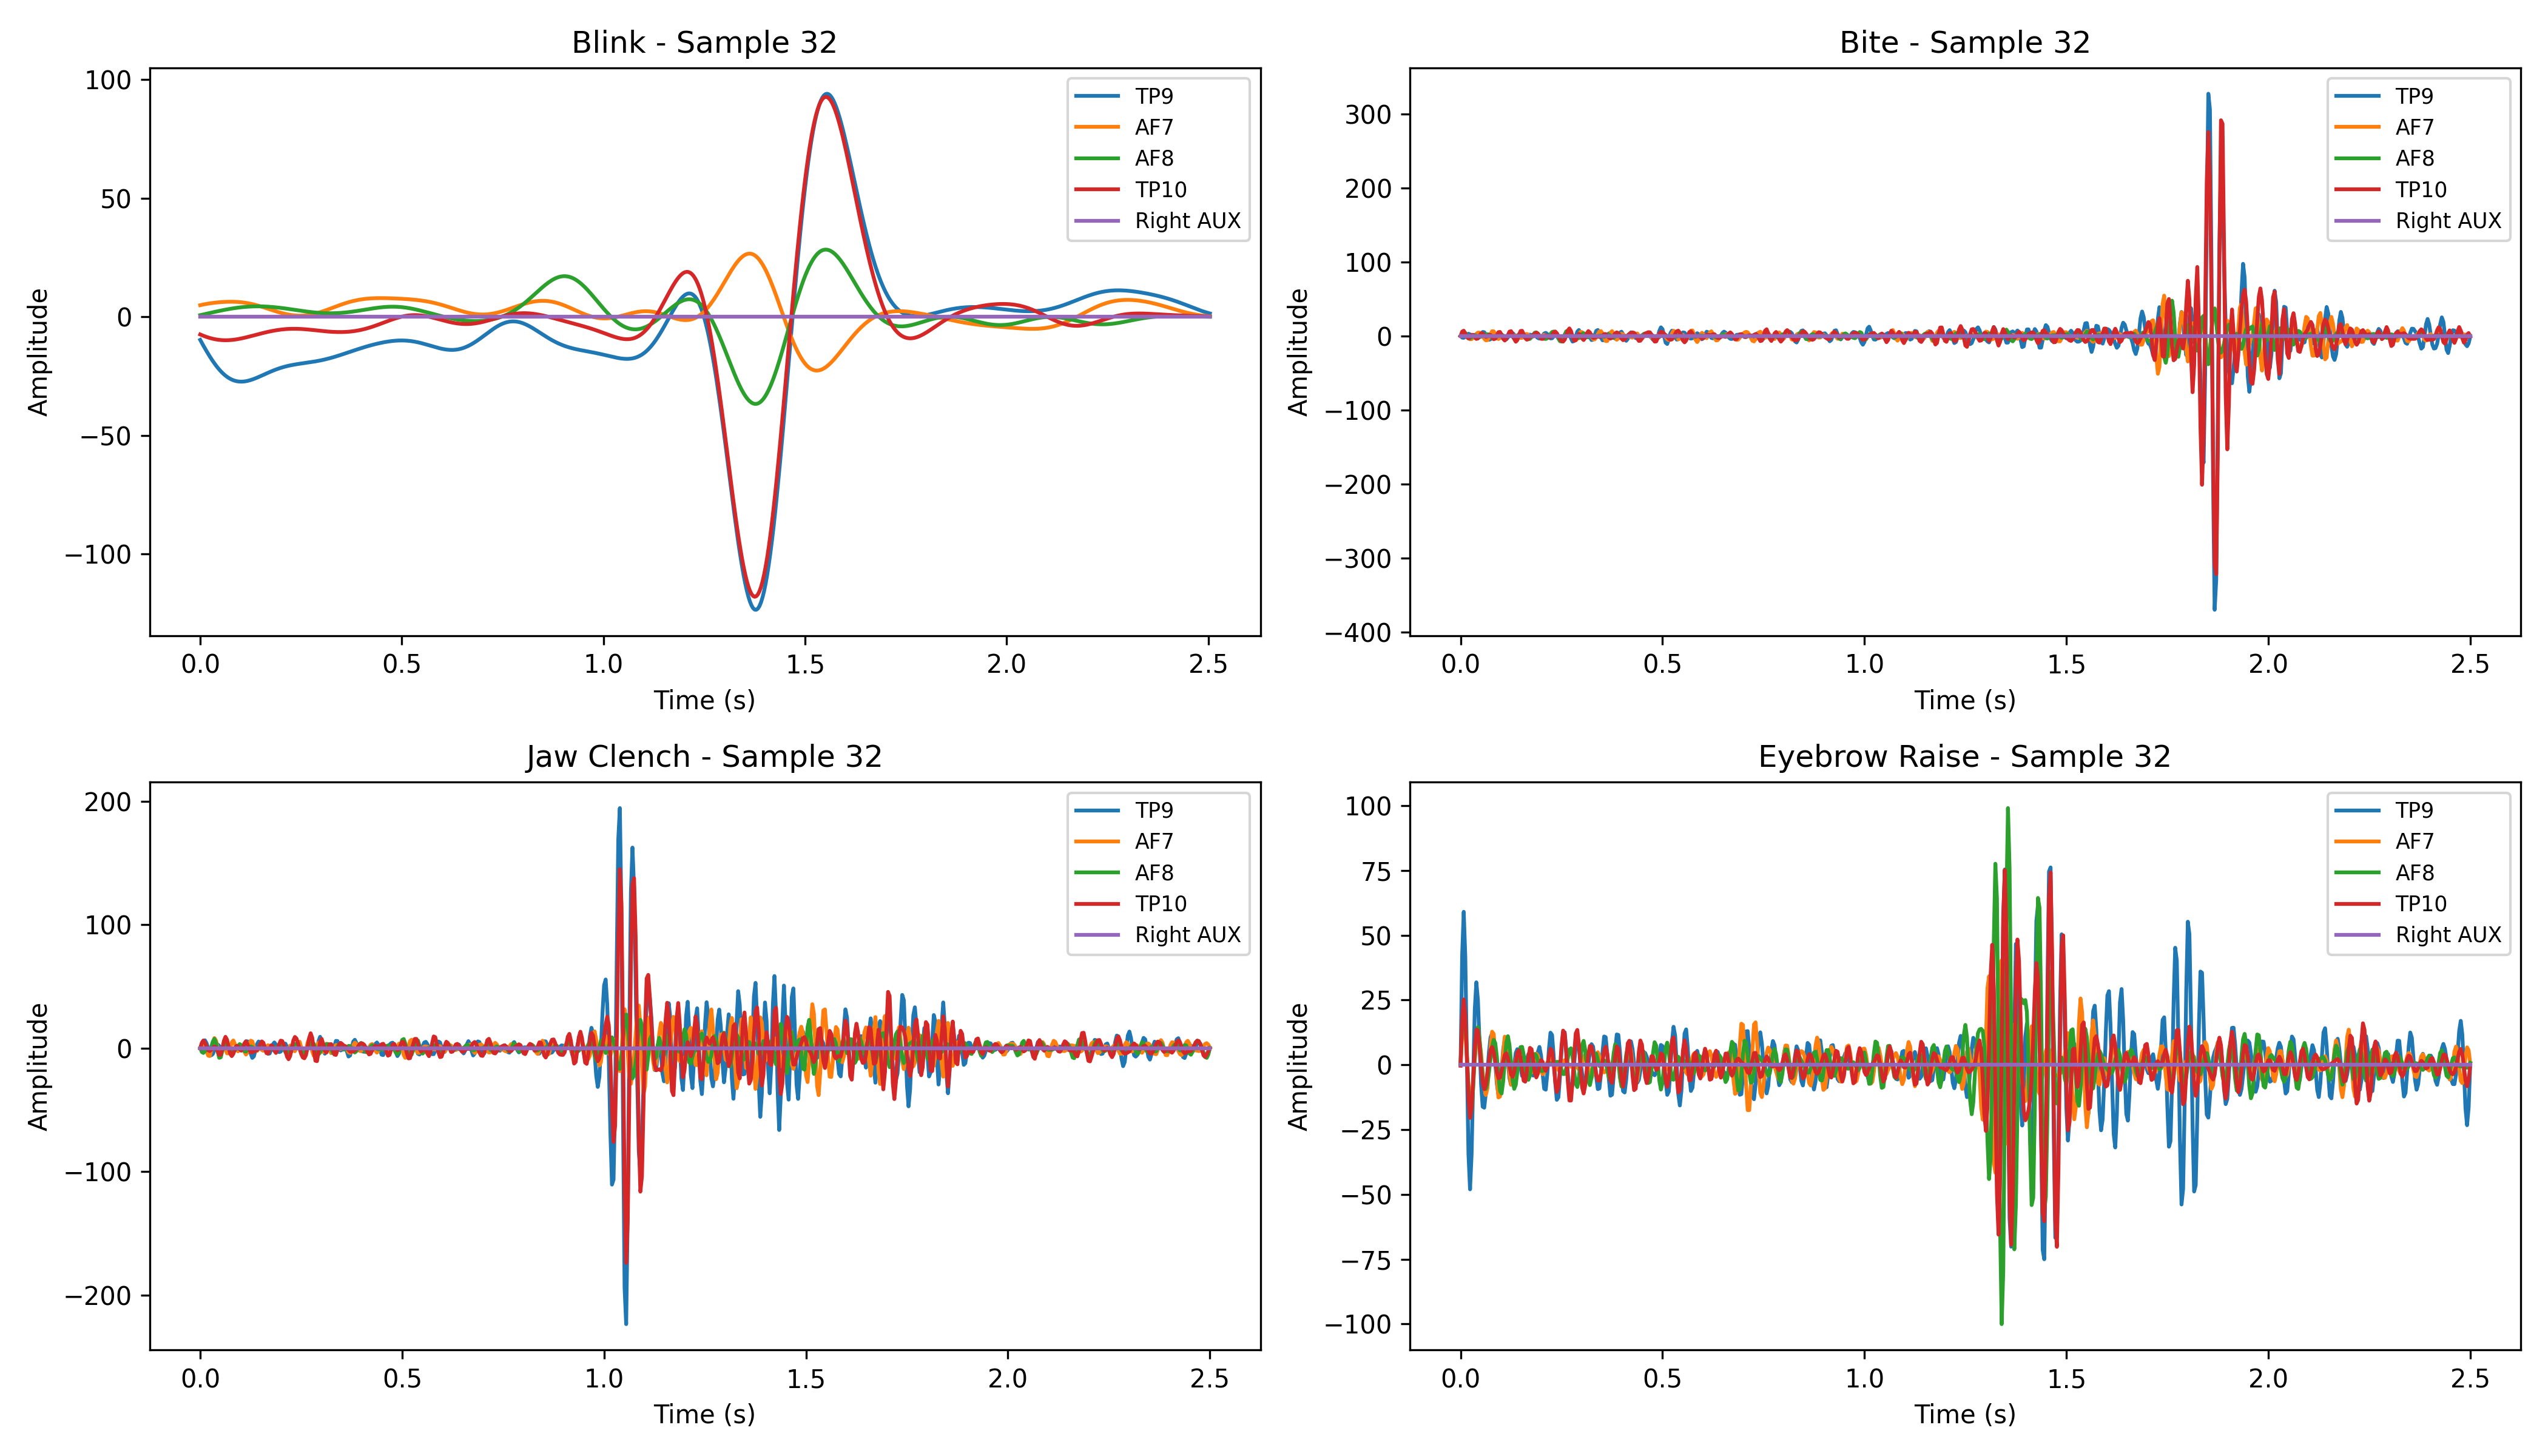 Blink - Sample 32
Amplitude
100
50
0
−50
−100
TP9
AF7
AF8
TP10
Right AUX
0.0 0.5 1.0 1.5 2.0 2.5
Time (s)
Bite - Sample 32
Amplitude
300
200
100
0
−100
−200
−300
−400
TP9
AF7
AF8
TP10
Right AUX
0.0 0.5 1.0 1.5 2.0 2.5
Time (s)
Jaw Clench - Sample 32
Amplitude
200
100
0
−100
−200
TP9
AF7
AF8
TP10
Right AUX
0.0 0.5 1.0 1.5 2.0 2.5
Time (s)
Eyebrow Raise - Sample 32
Amplitude
100
75
50
25
0
−25
−50
−75
−100
TP9
AF7
AF8
TP10
Right AUX
0.0 0.5 1.0 1.5 2.0 2.5
Time (s)